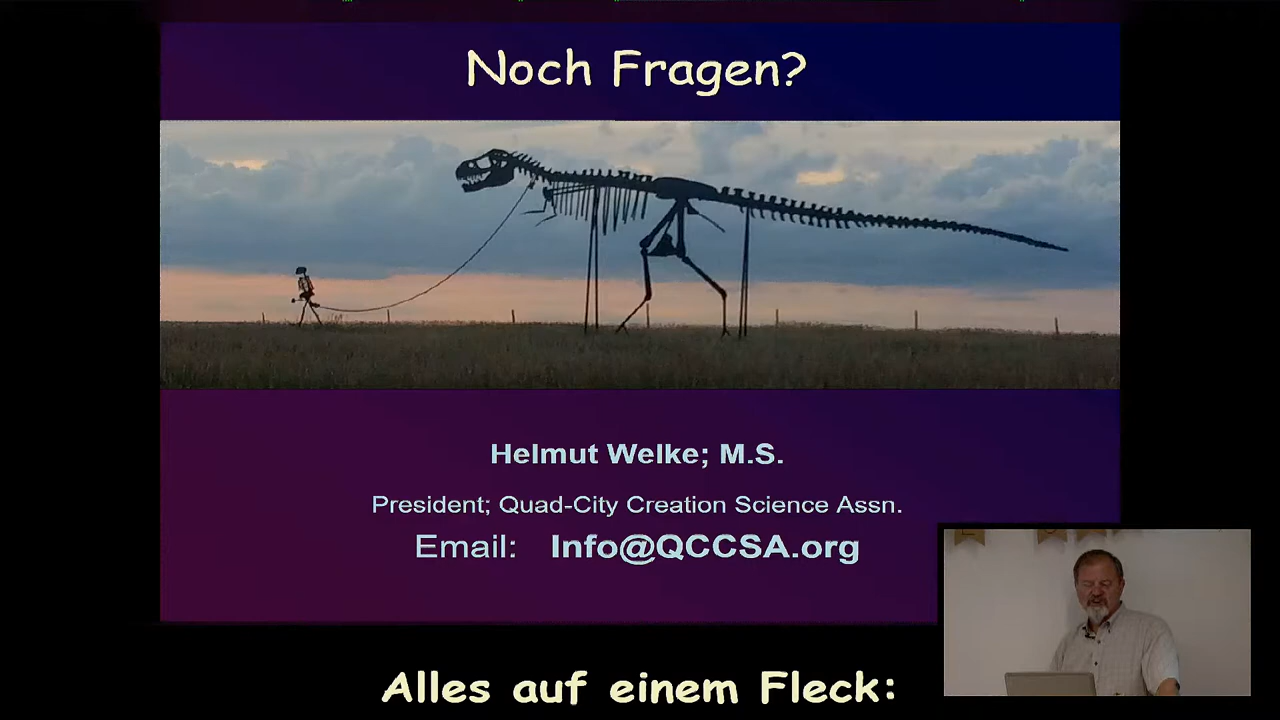 Noch Fragen?
Helmut Welke; M.S.
President; Quad-City Creation Science Assn.
Email: Info@QCCSA.org
Alles auf einem Fleck: